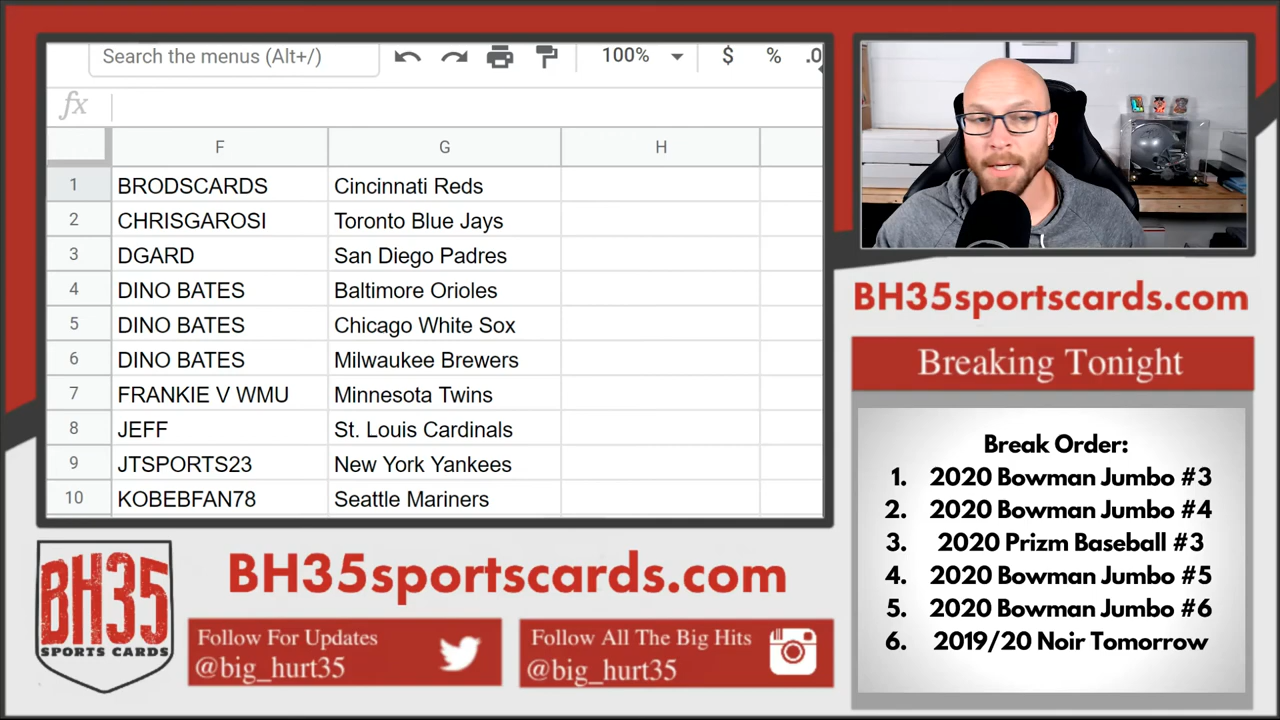 Search the menus (Alt+/)
100%
$
%
.0
fx
F
G
H
1 BRODSCARDS Cincinnati Reds
2 CHRISGAROSI Toronto Blue Jays
3 DGARD San Diego Padres
4 DINO BATES Baltimore Orioles
5 DINO BATES Chicago White Sox
6 DINO BATES Milwaukee Brewers
7 FRANKIE V WMU Minnesota Twins
8 JEFF St. Louis Cardinals
9 JTSPORTS23 New York Yankees
10 KOBEBFAN78 Seattle Mariners
BH35sportscards.com
Breaking Tonight
Break Order:
1. 2020 Bowman Jumbo #3
2. 2020 Bowman Jumbo #4
3. 2020 Prizm Baseball #3
4. 2020 Bowman Jumbo #5
5. 2020 Bowman Jumbo #6
6. 2019/20 Noir Tomorrow
BH35
SPORTS CARDS
BH35sportscards.com
Follow For Updates
@big_hurt35
Follow All The Big Hits
@big_hurt35